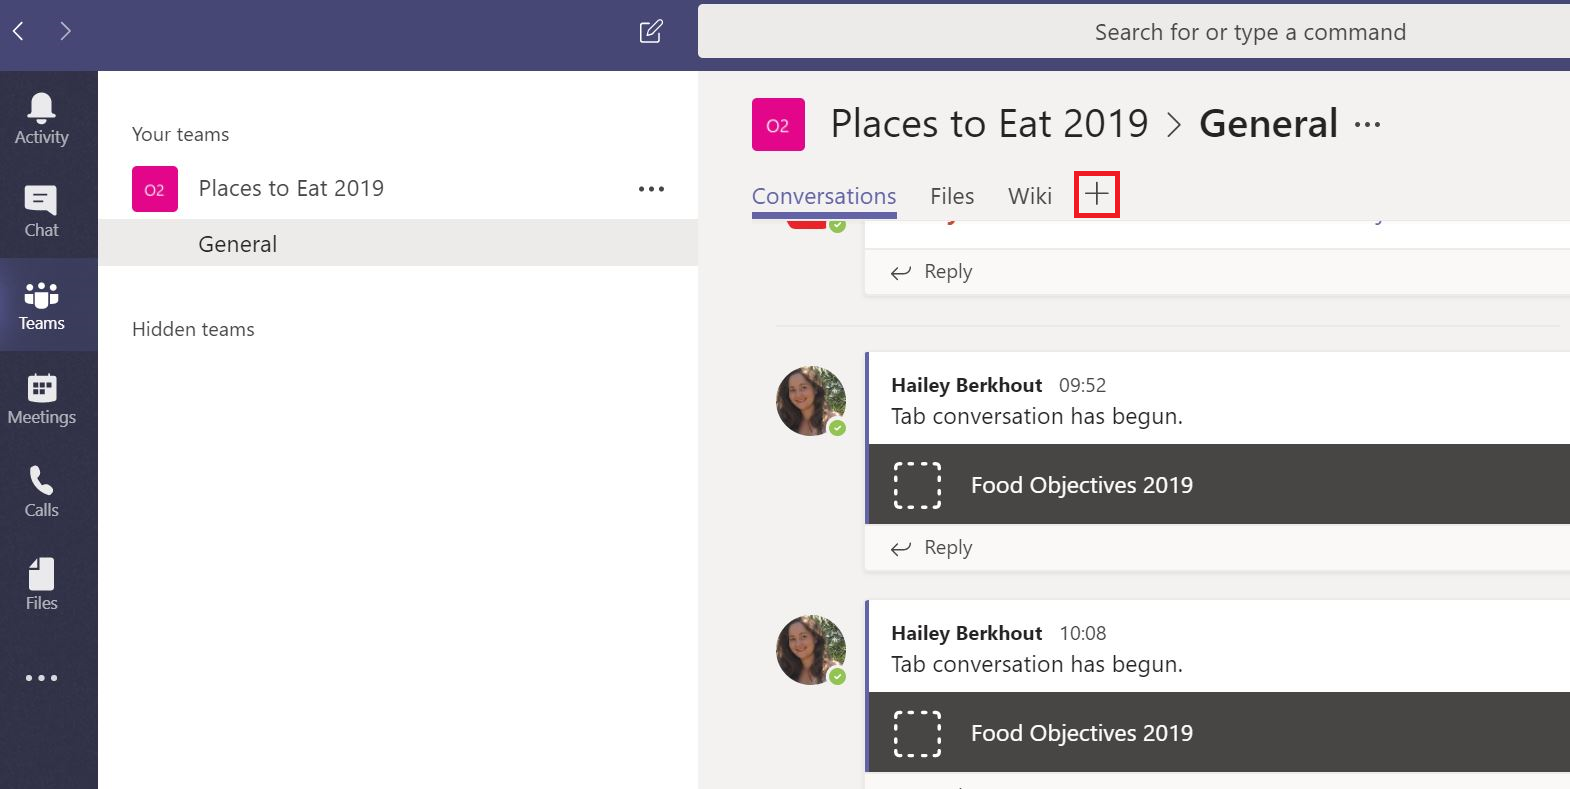 Search for or type a command
Activity
Chat
Teams
Meetings
Calls
Files
Your teams
O2
Places to Eat 2019
General
Hidden teams
O2
Places to Eat 2019 > General
Conversations
Files
Wiki
Reply
Hailey Berkhout 09:52
Tab conversation has begun.
Food Objectives 2019
Reply
Hailey Berkhout 10:08
Tab conversation has begun.
Food Objectives 2019